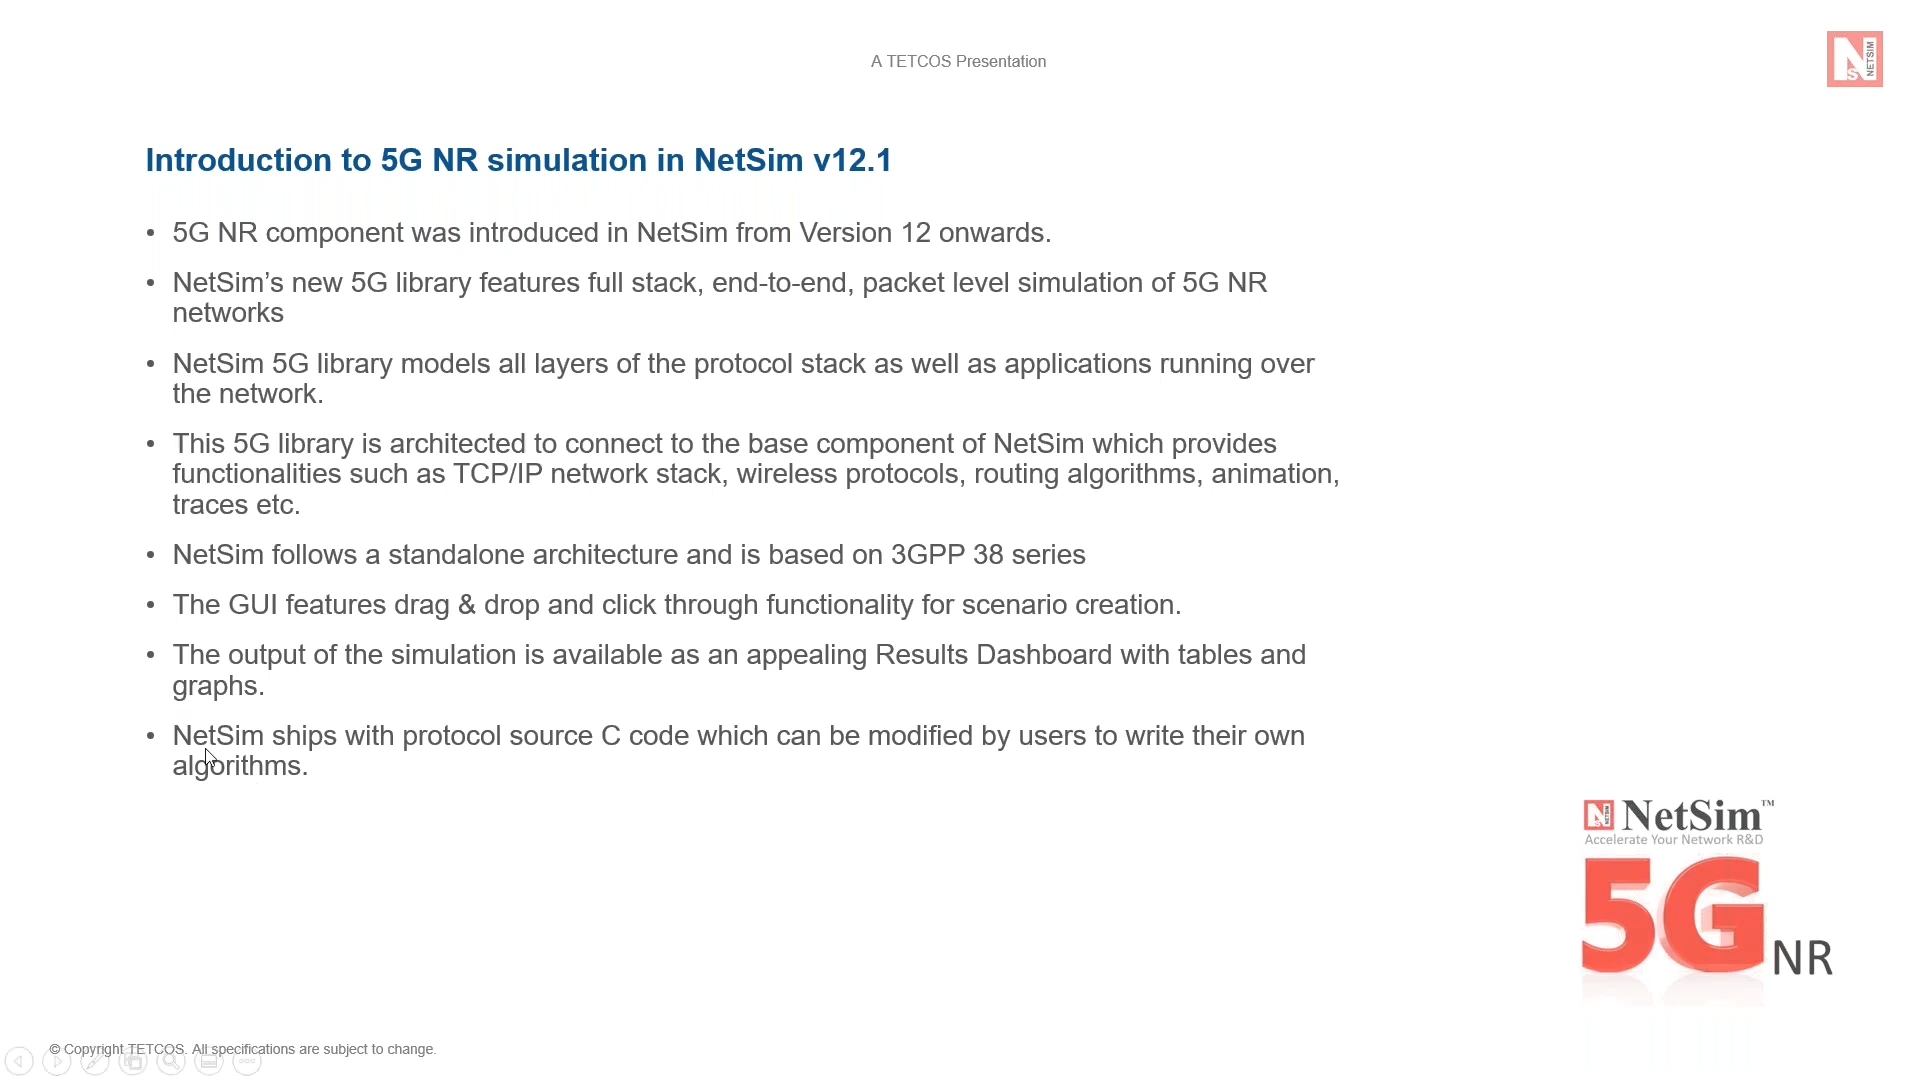 A TETCOS Presentation
NETSIM
Introduction to 5G NR simulation in NetSim v12.1
• 5G NR component was introduced in NetSim from Version 12 onwards.
• NetSim’s new 5G library features full stack, end-to-end, packet level simulation of 5G NR
networks
• NetSim 5G library models all layers of the protocol stack as well as applications running over
the network.
• This 5G library is architected to connect to the base component of NetSim which provides
functionalities such as TCP/IP network stack, wireless protocols, routing algorithms, animation,
traces etc.
• NetSim follows a standalone architecture and is based on 3GPP 38 series
• The GUI features drag & drop and click through functionality for scenario creation.
• The output of the simulation is available as an appealing Results Dashboard with tables and
graphs.
• NetSim ships with protocol source C code which can be modified by users to write their own
algorithms.
NETSIM NetSim™
Accelerate Your Network R&D
5G NR
© Copyright TETCOS. All specifications are subject to change.